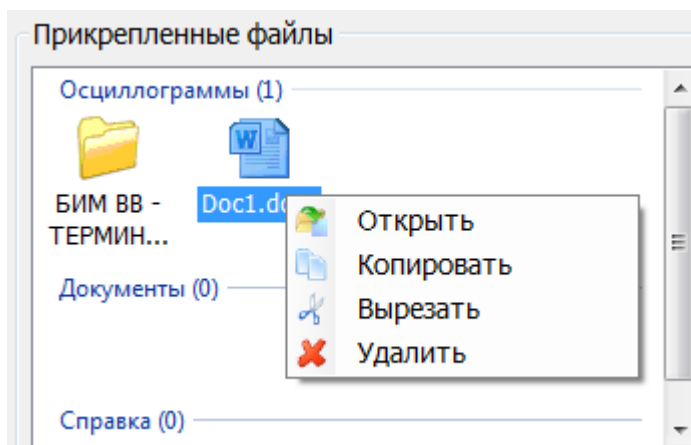 Прикрепленные файлы
Осциллограммы (1)
БИМ ВВ -
ТЕРМИН...
Doc1.do
Открыть
Копировать
Документы (0)
Вырезать
Удалить
Справка (0)